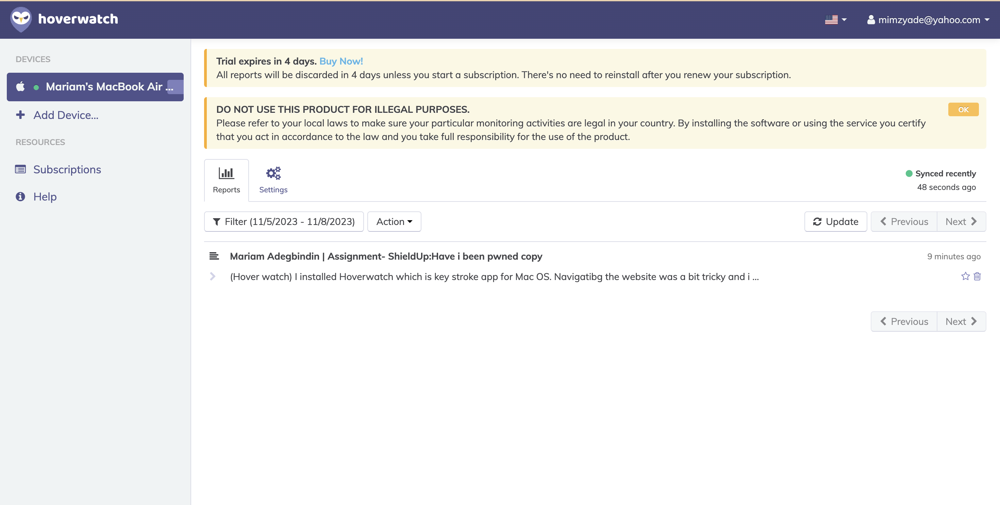 hoverwatch
mimzyade@yahoo.com
DEVICES
Mariam's MacBook Air ...
Add Device...
RESOURCES
Subscriptions
Help
Trial expires in 4 days. Buy Now!
All reports will be discarded in 4 days unless you start a subscription. There's no need to reinstall after you renew your subscription.
DO NOT USE THIS PRODUCT FOR ILLEGAL PURPOSES.
OK
Please refer to your local laws to make sure your particular monitoring activities are legal in your country. By installing the software or using the service you certify
that you act in accordance to the law and you take full responsibility for the use of the product.
Reports
Settings
Synced recently
48 seconds ago
Filter (11/5/2023 - 11/8/2023)
Action
Update
Previous
Next
Mariam Adegbindin | Assignment- ShieldUp:Have i been pwned copy
9 minutes ago
(Hover watch) I installed Hoverwatch which is key stroke app for Mac OS. Navigatibg the website was a bit tricky and i ...
Previous
Next